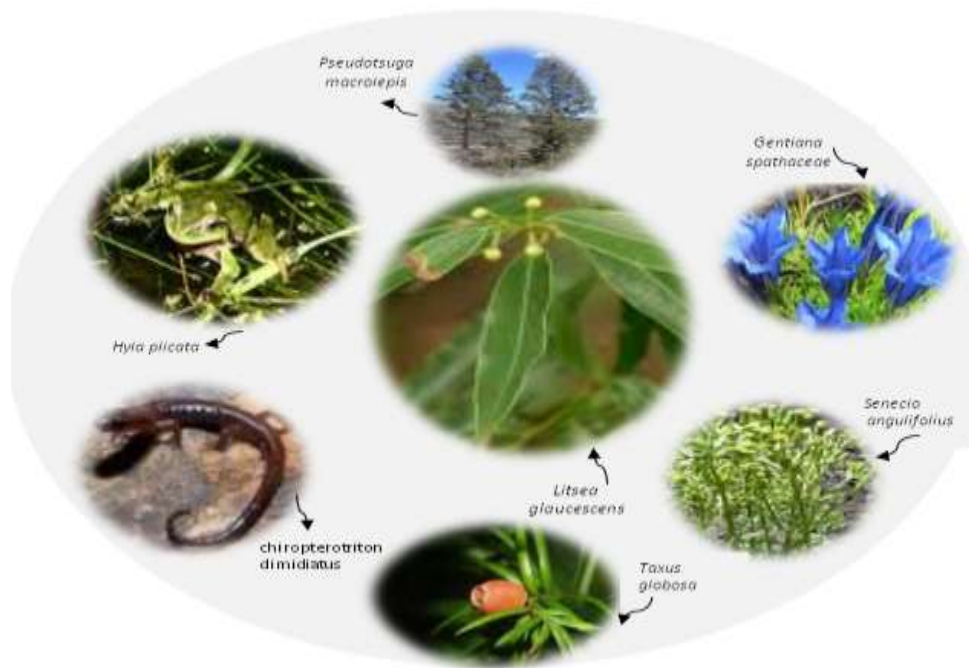 Pseudotsuga
macrolepis
Gentiana
spathaceae
Hyla plicata
Senecio
angulifolius
Litsea
glaucescens
chiropterotriton
dimidiatus
Taxus
globosa